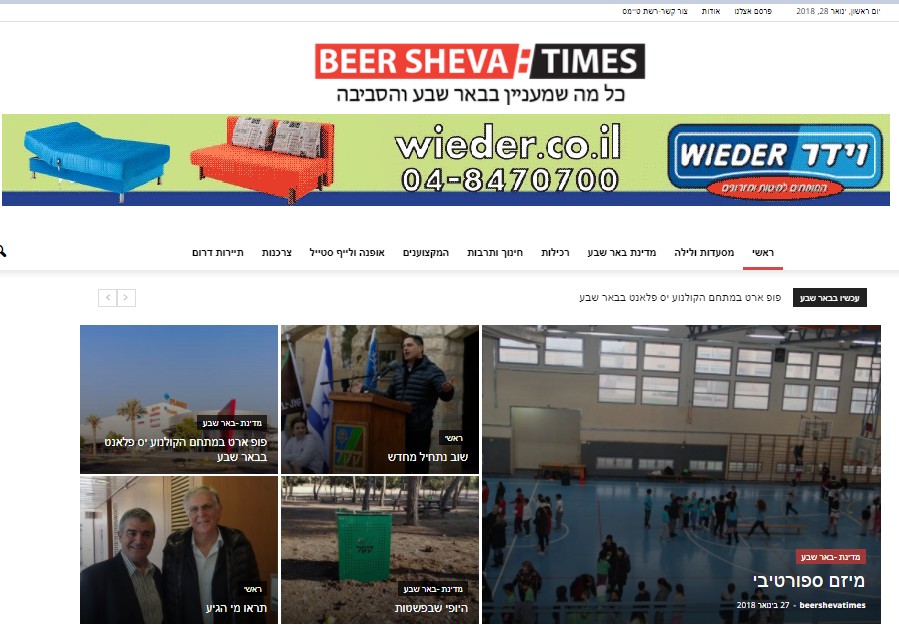 יום ראשון, ינואר 28, 2018 פרסם אצלנו אודות צור קשר-רשת טיימס
BEER SHEVA TIMES
כל מה שמעניין בבאר שבע והסביבה
wieder.co.il
04-8470700
WIEDER וידר
המומחים למיטות ומזרונים
ראשי מסעדות ולילה מדינת באר שבע רכילות חינוך ותרבות המקצוענים אופנה ולייף סטייל צרכנות תיירות דרום
עכשיו בבאר שבע פופ ארט במתחם הקולנוע יס פלאנט בבאר שבע
מדינת -באר שבע
מיזם ספורטיבי
beershevatimes - 27 בינואר 2018
ראשי
שוב נתחיל מחדש
מדינת -באר שבע
פופ ארט במתחם הקולנוע יס פלאנט
בבאר שבע
מדינת -באר שבע
היופי שבפשטות
ראשי
תראו מי הגיע